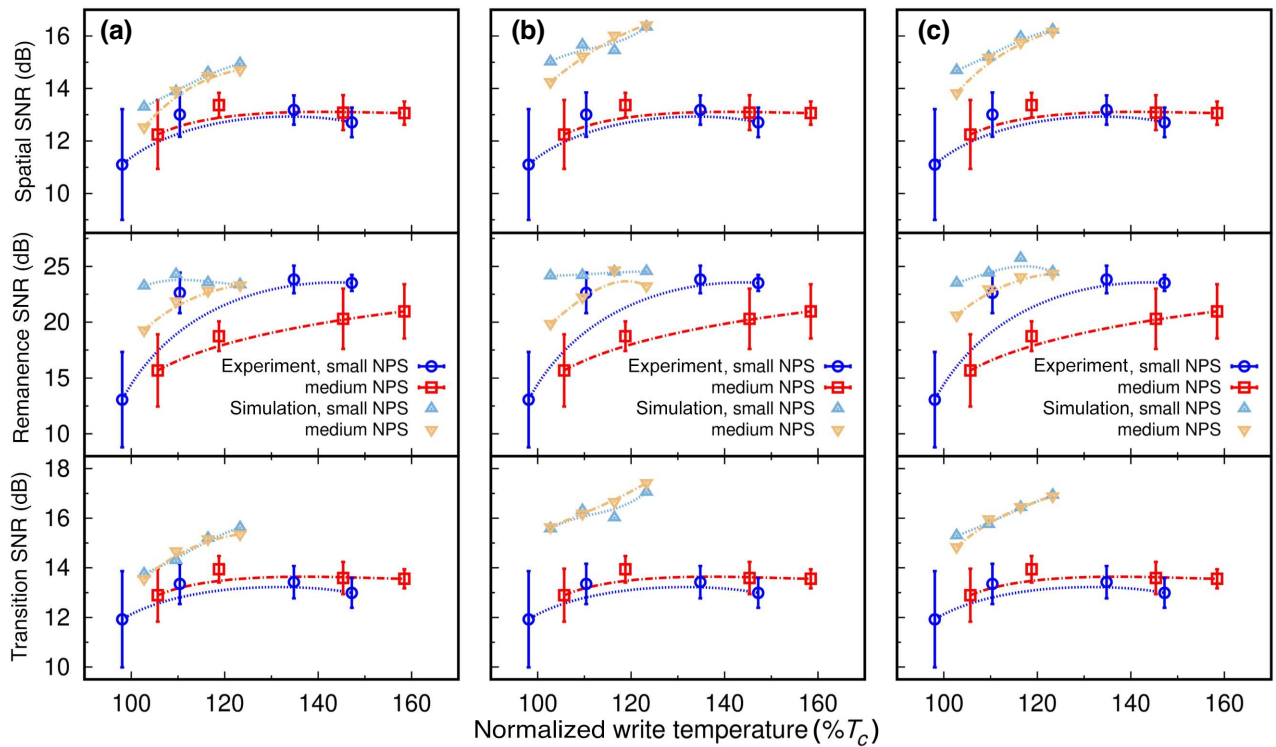 (a)
(b)
(c)
Spatial SNR (dB)
16
14
12
10
Remanence SNR (dB)
25
20
15
10
Experiment, small NPS
medium NPS
Simulation, small NPS
medium NPS
Experiment, small NPS
medium NPS
Simulation, small NPS
medium NPS
Experiment, small NPS
medium NPS
Simulation, small NPS
medium NPS
Transition SNR (dB)
18
16
14
12
10
100 120 140 160
100 120 140 160
100 120 140 160
Normalized write temperature (%Tc)